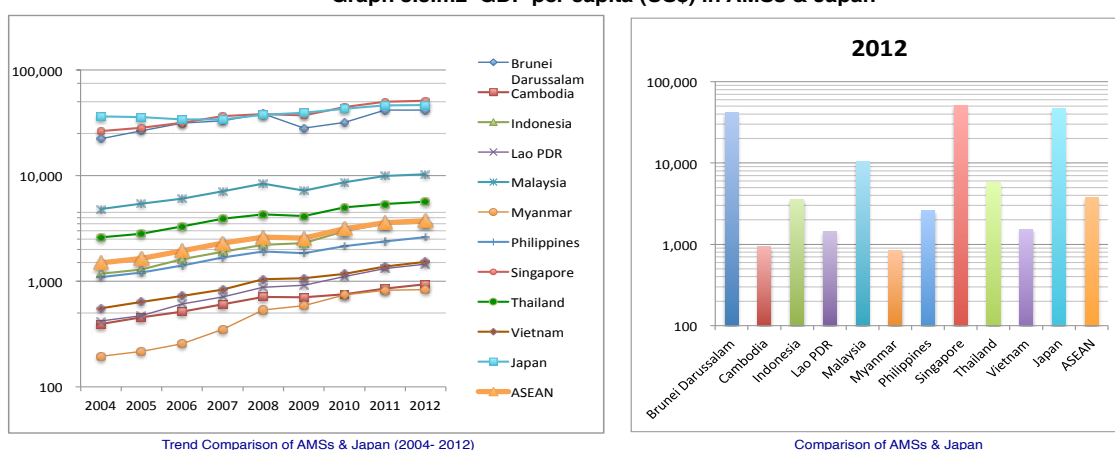 Graph GDP per capita (US$) in AMSs & Japan
100,000
10,000
1,000
100
2004 2005 2006 2007 2008 2009 2010 2011 2012
Brunei
Darussalam
Cambodia
Indonesia
Lao PDR
Malaysia
Myanmar
Philippines
Singapore
Thailand
Vietnam
Japan
ASEAN
Trend Comparison of AMSs & Japan (2004- 2012)
2012
100,000
10,000
1,000
100
Brunei Darussalam
Cambodia
Indonesia
Lao PDR
Malaysia
Myanmar
Philippines
Singapore
Thailand
Vietnam
Japan
ASEAN
Comparison of AMSs & Japan